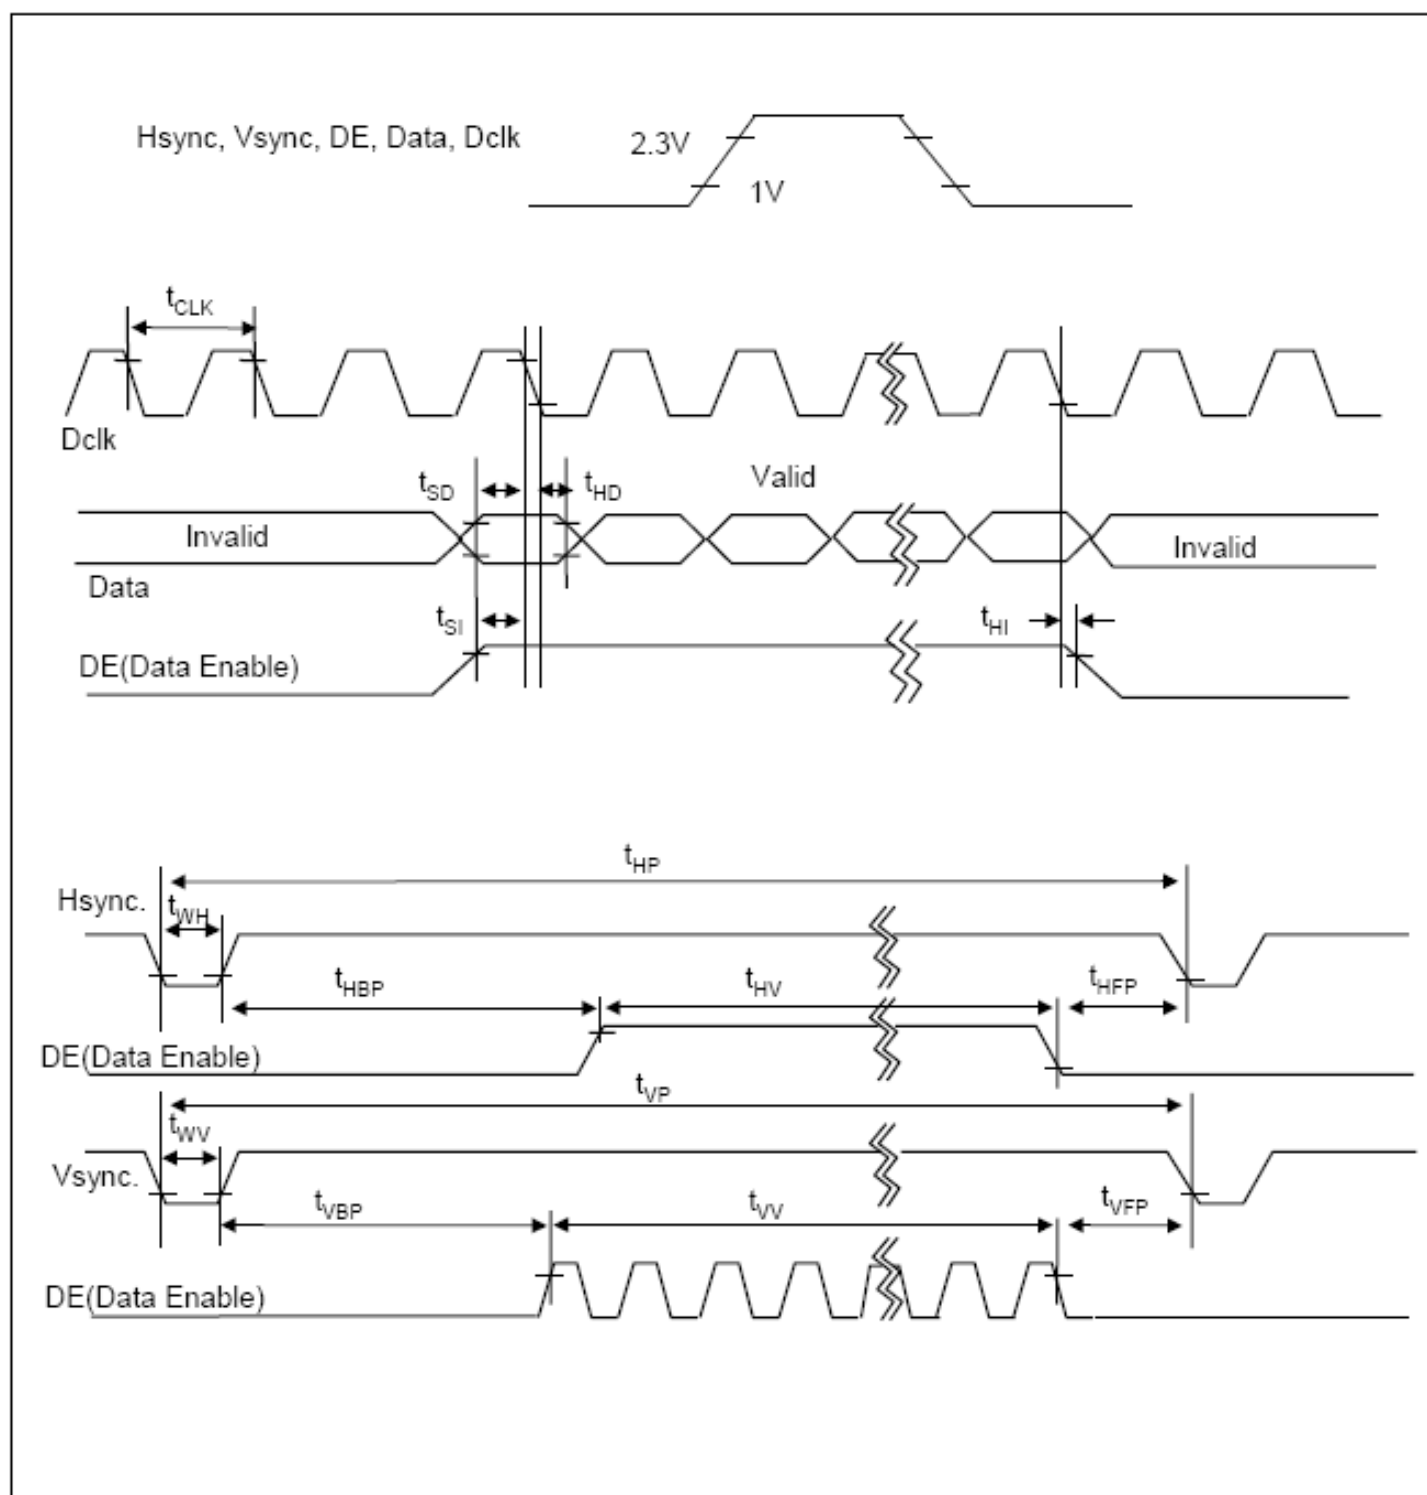 Hsync, Vsync, DE, Data, Dclk
2.3V
1V
tCLK
Dclk
tSD
tHD
Valid
Invalid
Invalid
Data
tSI
tHI
DE(Data Enable)
tHP
Hsync.
tWH
tHBP
tHV
tHFP
DE(Data Enable)
tVP
tWV
Vsync.
tVBP
tVV
tVFP
DE(Data Enable)